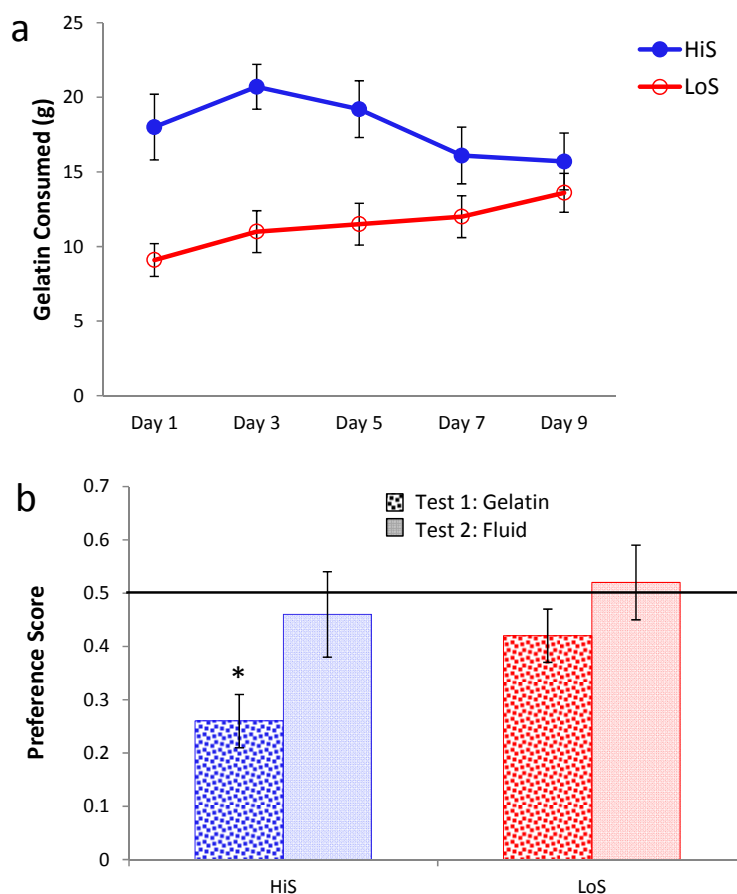 a
25
20
15
10
5
0
Gelatin Consumed (g)
Day 1 Day 3 Day 5 Day 7 Day 9
HiS
LoS
b
0.7
0.6
0.5
0.4
0.3
0.2
0.1
0
Preference Score
Test 1: Gelatin
Test 2: Fluid
*
HiS LoS